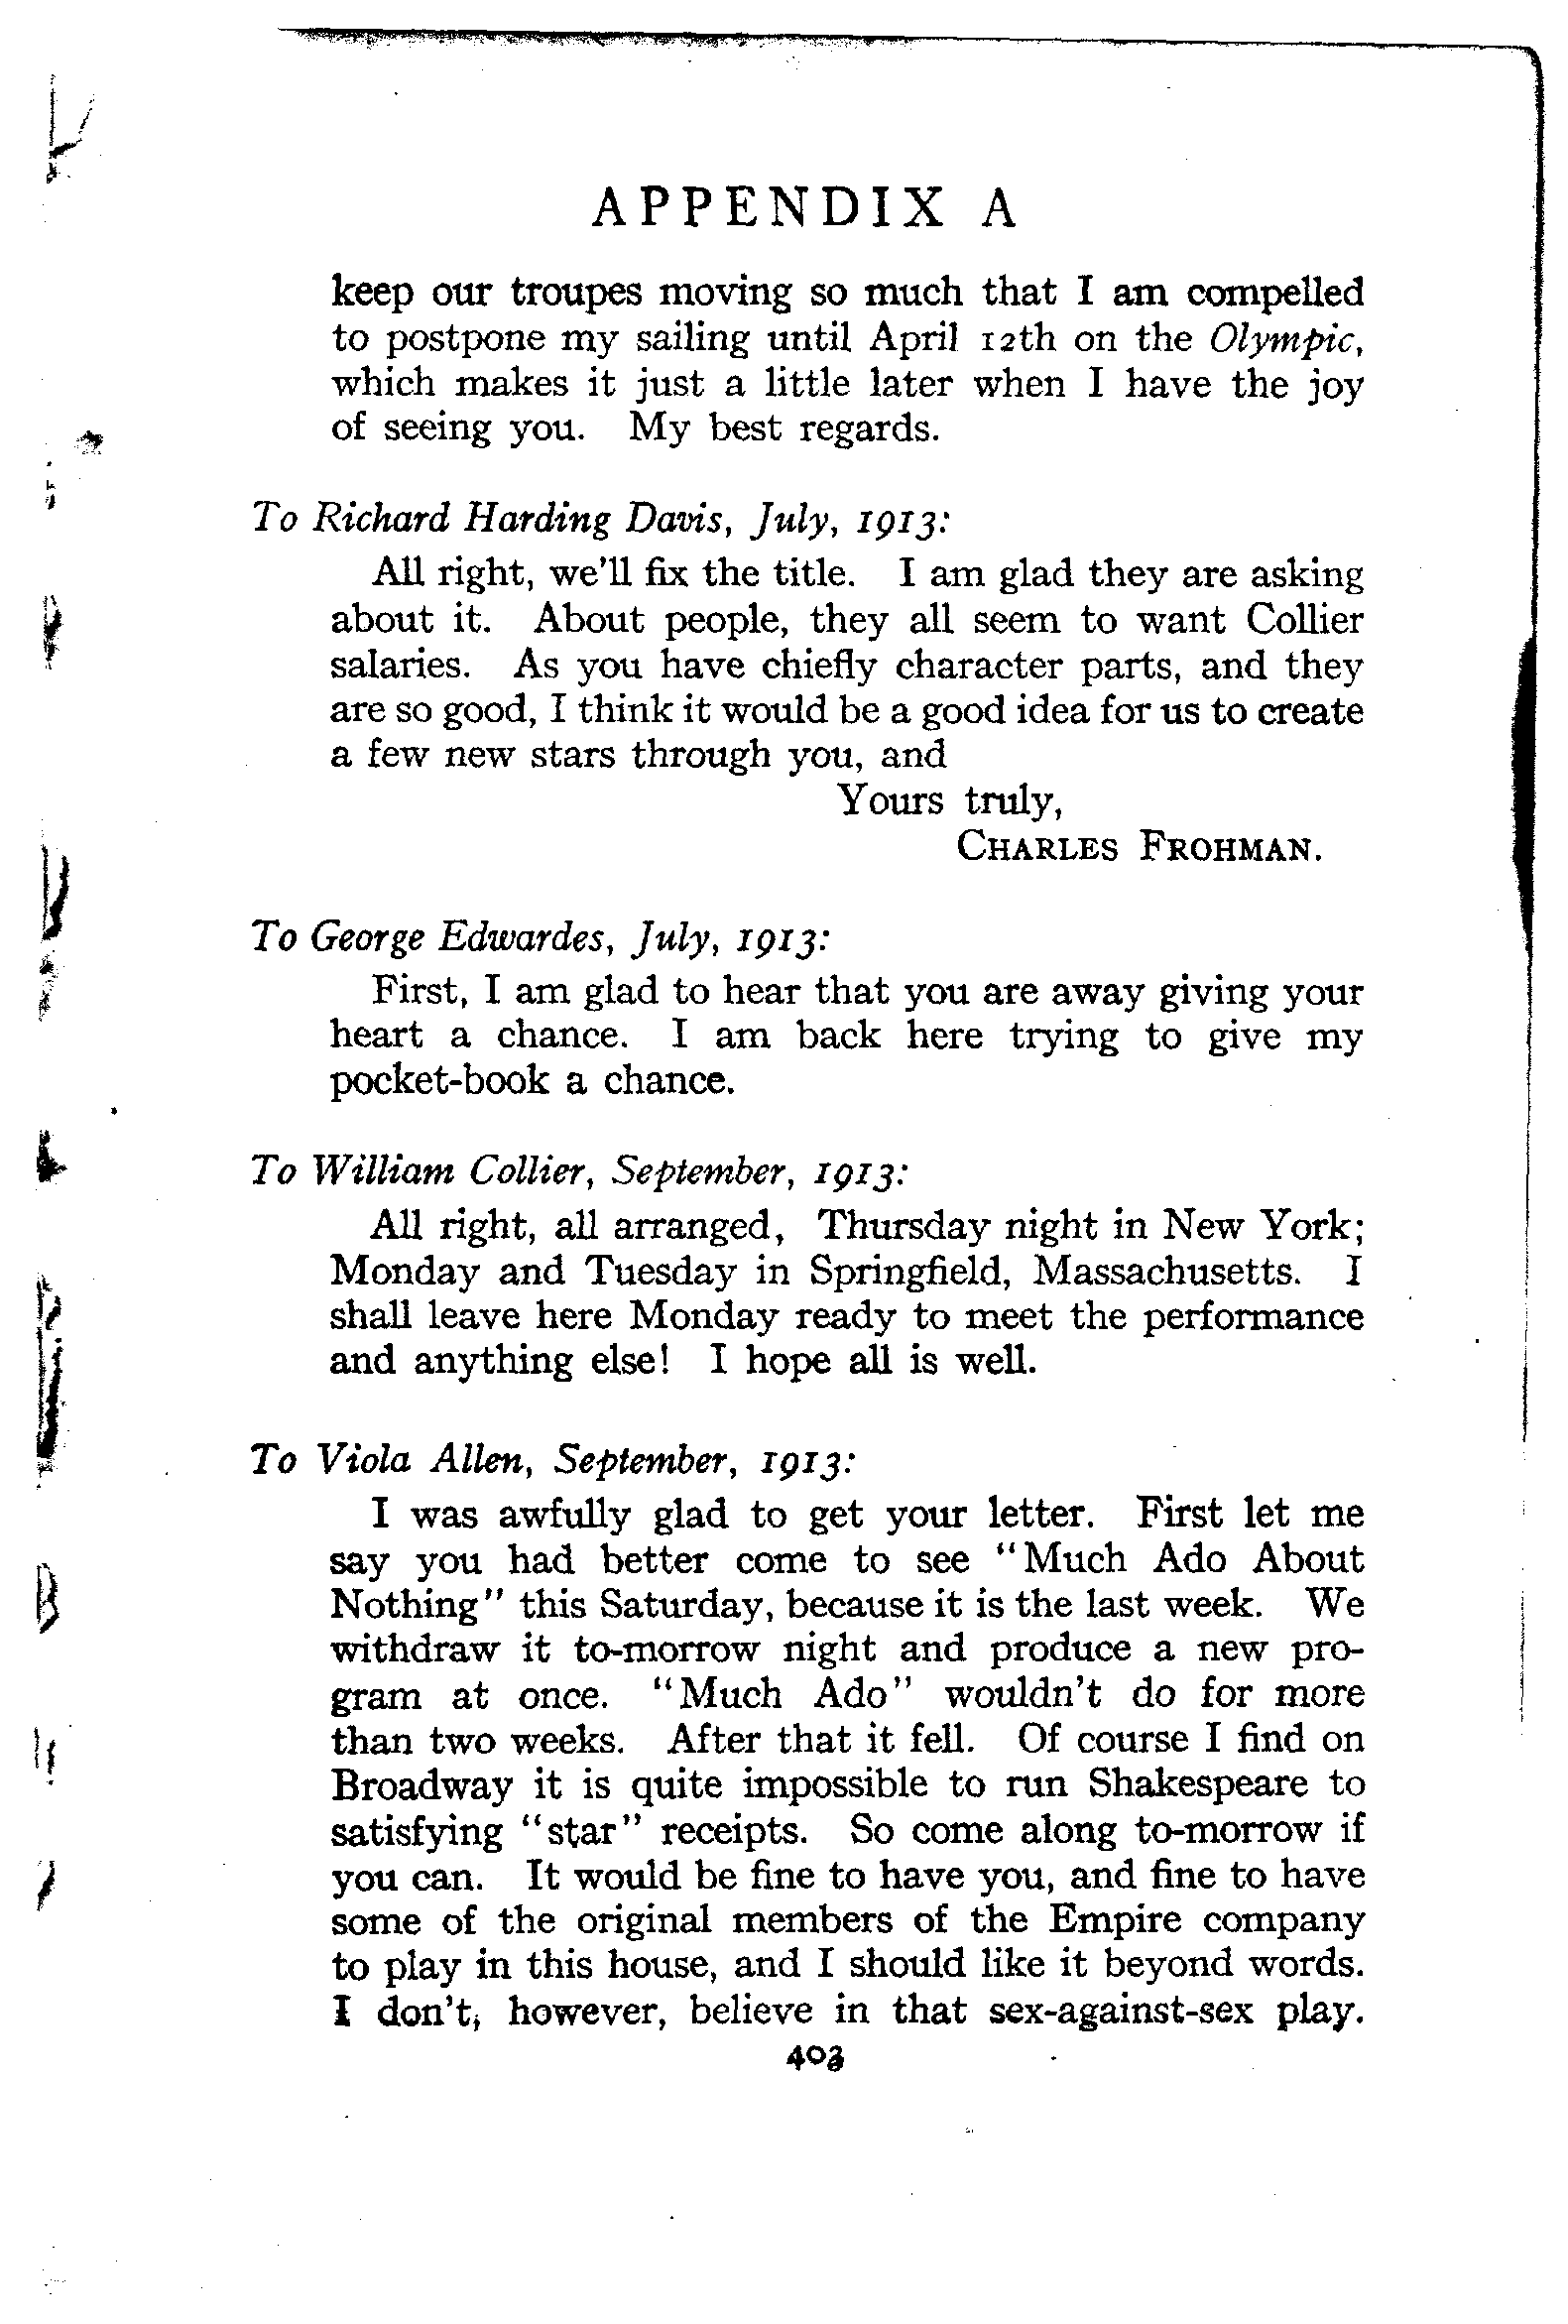 APPENDIX A
keep our troupes moving so much that I am compelled
to postpone my sailing until April 12th on the Olympic,
which makes it just a little later when I have the joy
of seeing you. My best regards.
To Richard Harding Davis, July, 1913:
All right, we'll fix the title. I am glad they are asking
about it. About people, they all seem to want Collier
salaries. As you have chiefly character parts, and they
are so good, I think it would be a good idea for us to create
a few new stars through you, and
Yours truly,
CHARLES FROHMAN.
To George Edwardes, July, 1913:
First, I am glad to hear that you are away giving your
heart a chance. I am back here trying to give my
pocket-book a chance.
To William Collier, September, 1913:
All right, all arranged, Thursday night in New York;
Monday and Tuesday in Springfield, Massachusetts. I
shall leave here Monday ready to meet the performance
and anything else! I hope all is well.
To Viola Allen, September, 1913:
I was awfully glad to get your letter. First let me
say you had better come to see "Much Ado About
Nothing" this Saturday, because it is the last week. We
withdraw it to-morrow night and produce a new pro-
gram at once. "Much Ado" wouldn't do for more
than two weeks. After that it fell. Of course I find on
Broadway it is quite impossible to run Shakespeare to
satisfying "star" receipts. So come along to-morrow if
you can. It would be fine to have you, and fine to have
some of the original members of the Empire company
to play in this house, and I should like it beyond words.
I don't, however, believe in that sex-against-sex play.
403